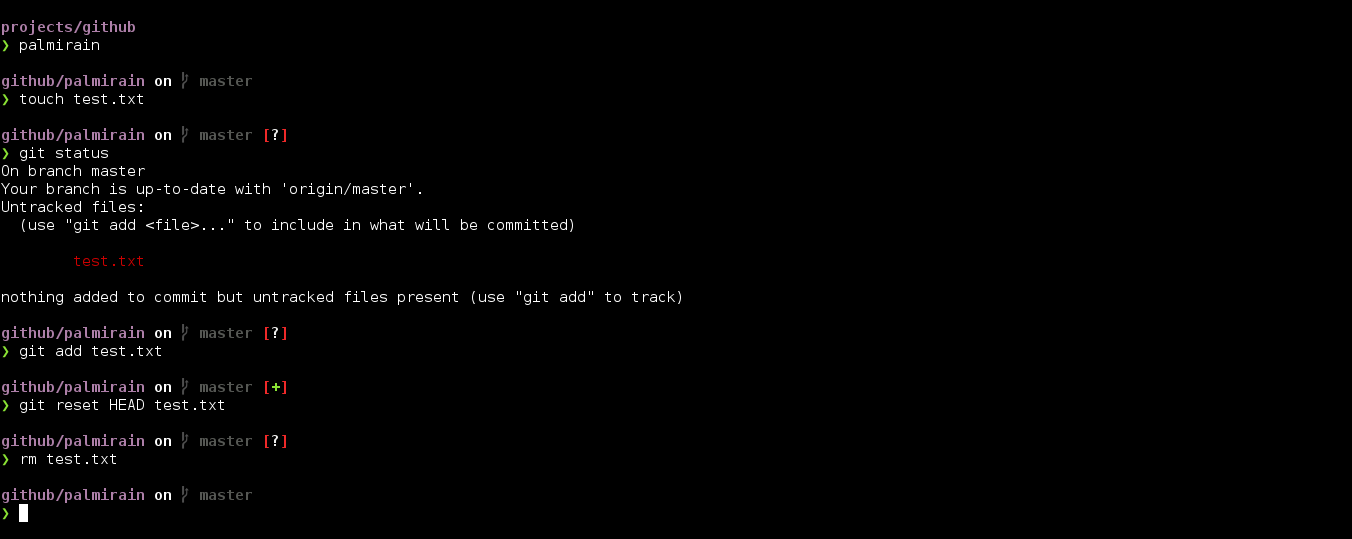 projects/github
❯ palmirain
github/palmirain on master
❯ touch test.txt
github/palmirain on master [?]
❯ git status
On branch master
Your branch is up-to-date with 'origin/master'.
Untracked files:
  (use "git add <file>..." to include in what will be committed)
        test.txt
nothing added to commit but untracked files present (use "git add" to track)
github/palmirain on master [?]
❯ git add test.txt
github/palmirain on master [+]
❯ git reset HEAD test.txt
github/palmirain on master [?]
❯ rm test.txt
github/palmirain on master
❯